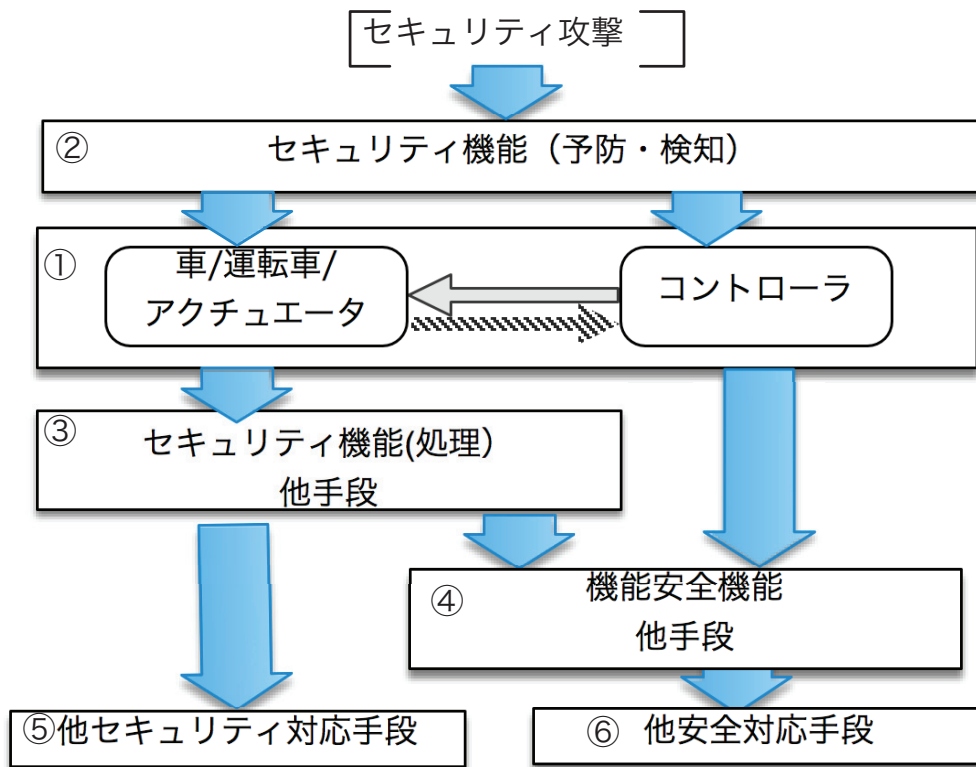 セキュリティ攻撃
② セキュリティ機能（予防・検知）
①
車/運転車/
アクチュエータ
コントローラ
③
セキュリティ機能(処理）
他手段
④
機能安全機能
他手段
⑤他セキュリティ対応手段
⑥ 他安全対応手段